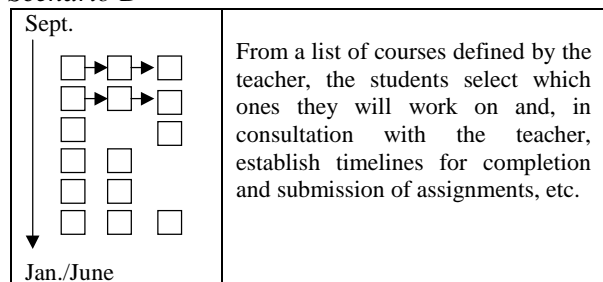 Sept.
From a list of courses defined by the
teacher, the students select which
ones they will work on and, in
consultation with the teacher,
establish timelines for completion
and submission of assignments, etc.
Jan./June